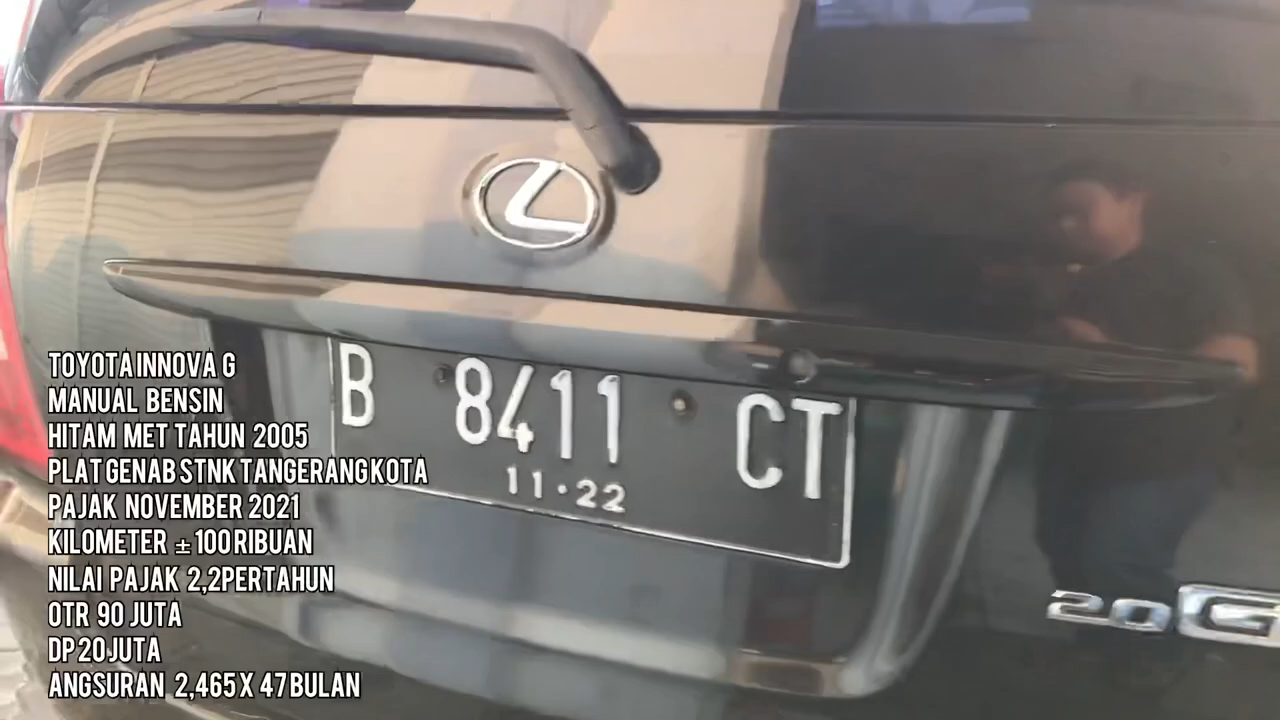 B 8411 CT
11·22
20 G
TOYOTA INNOVA G
MANUAL BENSIN
HITAM MET TAHUN 2005
PLAT GENAB STNK TANGERANG KOTA
PAJAK NOVEMBER 2021
KILOMETER ± 100 RIBUAN
NILAI PAJAK 2,2 PERTAHUN
OTR 90 JUTA
DP 20 JUTA
ANGSURAN 2,465 X 47 BULAN